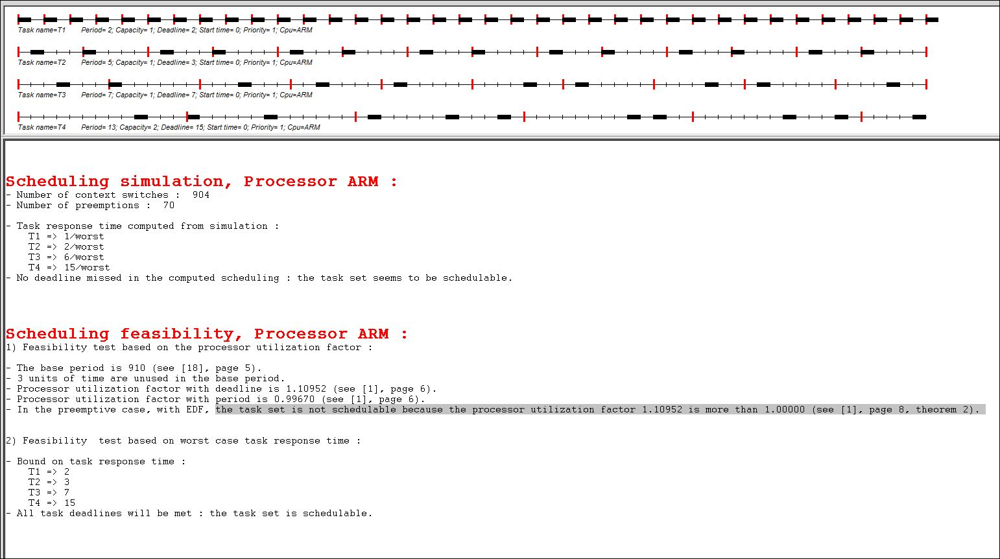 Task name=T1 Period= 2; Capacity= 1; Deadline= 2; Start time= 0; Priority= 1; Cpu=ARM
Task name=T2 Period= 5; Capacity= 1; Deadline= 3; Start time= 0; Priority= 1; Cpu=ARM
Task name=T3 Period= 7; Capacity= 1; Deadline= 7; Start time= 0; Priority= 1; Cpu=ARM
Task name=T4 Period= 13; Capacity= 2; Deadline= 15; Start time= 0; Priority= 1; Cpu=ARM
Scheduling simulation, Processor ARM :
- Number of context switches : 904
- Number of preemptions : 70
- Task response time computed from simulation :
T1 => 1/worst
T2 => 2/worst
T3 => 6/worst
T4 => 15/worst
- No deadline missed in the computed scheduling : the task set seems to be schedulable.
Scheduling feasibility, Processor ARM :
1) Feasibility test based on the processor utilization factor :
- The base period is 910 (see [18], page 5).
- 3 units of time are unused in the base period.
- Processor utilization factor with deadline is 1.10952 (see [1], page 6).
- Processor utilization factor with period is 0.99670 (see [1], page 6).
- In the preemptive case, with EDF, the task set is not schedulable because the processor utilization factor 1.10952 is more than 1.00000 (see [1], page 8, theorem 2).
2) Feasibility test based on worst case task response time :
- Bound on task response time :
T1 => 2
T2 => 3
T3 => 7
T4 => 15
- All task deadlines will be met : the task set is schedulable.